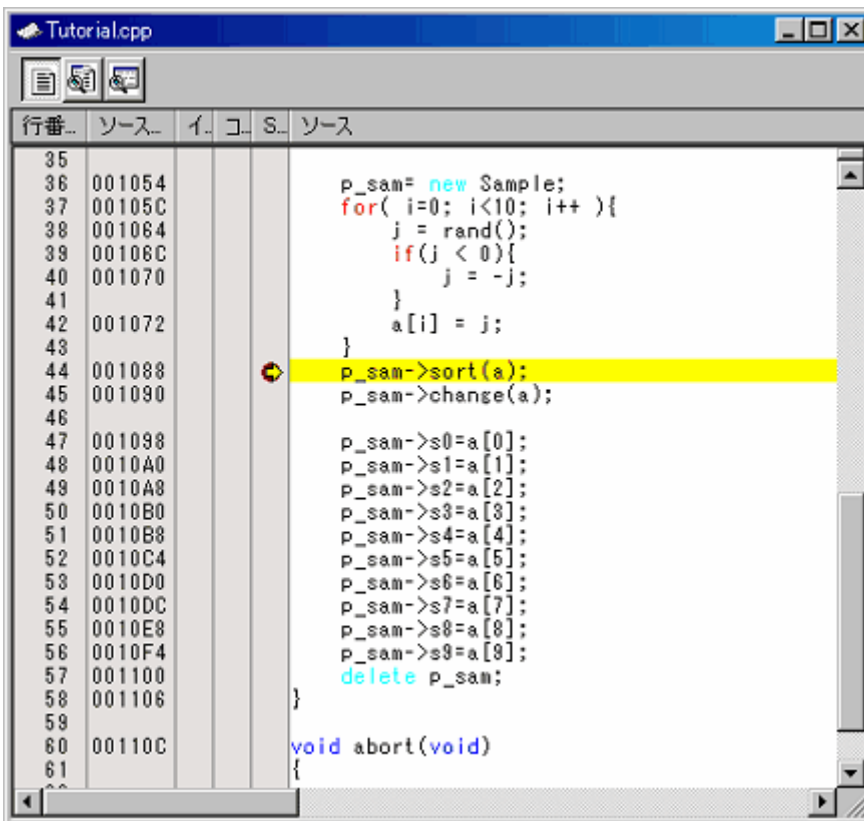 Tutorial.cpp
行番... ソース... イ.. コ.. S... ソース
35
36 001054 p_sam= new Sample;
37 00105C for( i=0; i<10; i++ ){
38 001064 j = rand();
39 00106C if(j < 0){
40 001070 j = -j;
41 }
42 001072 a[i] = j;
43 }
44 001088 p_sam->sort(a);
45 001090 p_sam->change(a);
46
47 001098 p_sam->s0=a[0];
48 0010A0 p_sam->s1=a[1];
49 0010A8 p_sam->s2=a[2];
50 0010B0 p_sam->s3=a[3];
51 0010B8 p_sam->s4=a[4];
52 0010C4 p_sam->s5=a[5];
53 0010D0 p_sam->s6=a[6];
54 0010DC p_sam->s7=a[7];
55 0010E8 p_sam->s8=a[8];
56 0010F4 p_sam->s9=a[9];
57 001100 delete p_sam;
58 001106 }
59
60 00110C void abort(void)
61 {